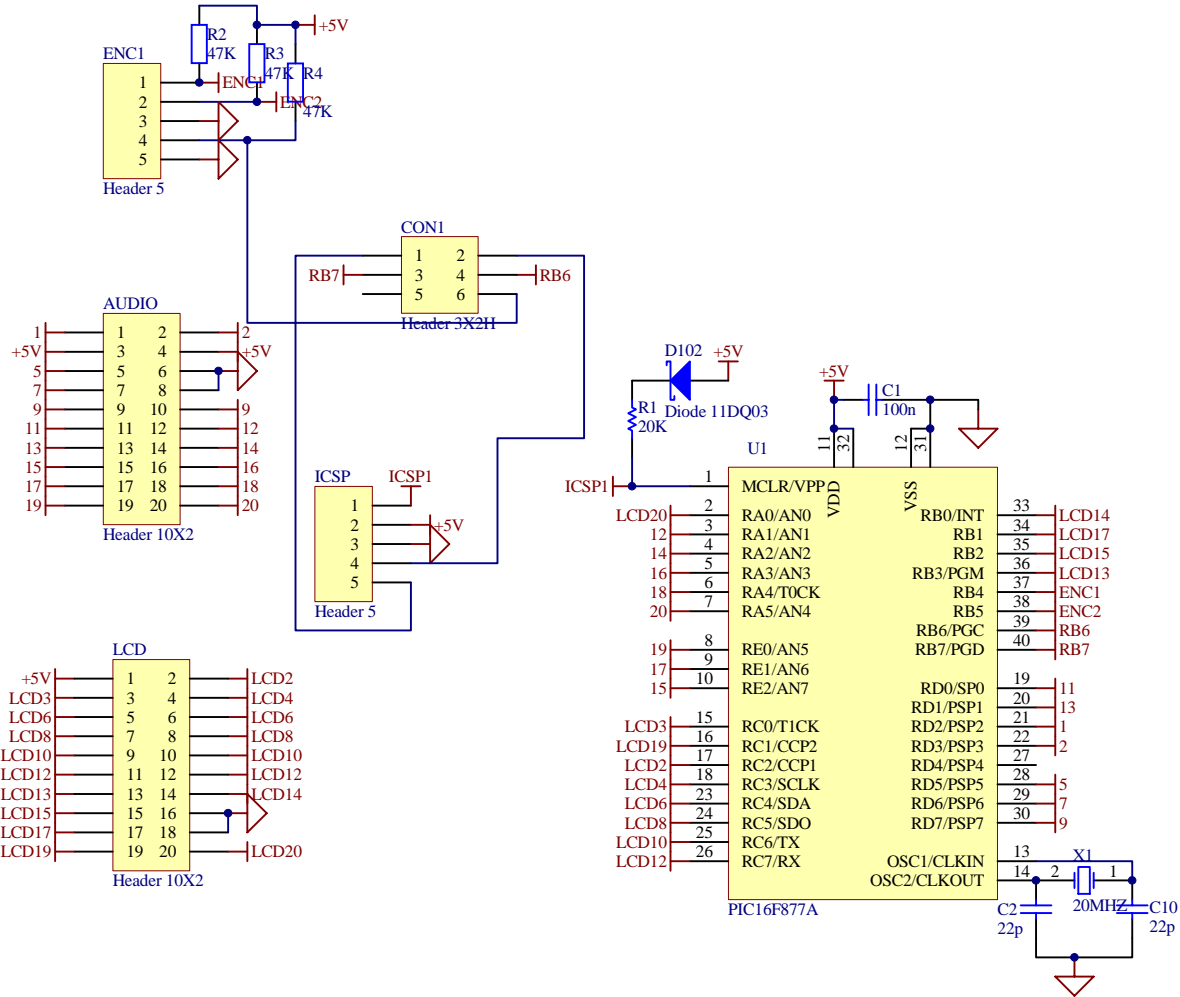 R2
47K
R3
47K
R4
47K
+5V
ENC1
1
2
3
4
5
ENC1
ENC2
Header 5
CON1
1 2
RB7 3 4 RB6
5 6
Header 3X2H
AUDIO
1 1 2 2
+5V 3 4 +5V
5 5 6
7 7 8
9 9 10 9
11 11 12 12
13 13 14 14
15 15 16 16
17 17 18 18
19 19 20 20
Header 10X2
ICSP
ICSP1
1
2 +5V
3
4
5
Header 5
LCD
+5V 1 2 LCD2
LCD3 3 4 LCD4
LCD6 5 6 LCD6
LCD8 7 8 LCD8
LCD10 9 10 LCD10
LCD12 11 12 LCD12
LCD13 13 14 LCD14
LCD15 15 16
LCD17 17 18
LCD19 19 20 LCD20
Header 10X2
D102
+5V
Diode 11DQ03
R1
20K
ICSP1
+5V
C1
100n
U1
11 32 12 31
VDD VSS
1 MCLR/VPP
LCD20 2 RA0/AN0 RB0/INT 33 LCD14
12 3 RA1/AN1 RB1 34 LCD17
14 4 RA2/AN2 RB2 35 LCD15
16 5 RA3/AN3 RB3/PGM 36 LCD13
18 6 RA4/T0CK RB4 37 ENC1
20 7 RA5/AN4 RB5 38 ENC2
RB6/PGC 39 RB6
19 8 RE0/AN5 RB7/PGD 40 RB7
17 9 RE1/AN6
15 10 RE2/AN7 RD0/SP0 19 11
RD1/PSP1 20 13
LCD3 15 RC0/T1CK RD2/PSP2 21 1
LCD19 16 RC1/CCP2 RD3/PSP3 22 2
LCD2 17 RC2/CCP1 RD4/PSP4 27
LCD4 18 RC3/SCLK RD5/PSP5 28 5
LCD6 23 RC4/SDA RD6/PSP6 29 7
LCD8 24 RC5/SDO RD7/PSP7 30 9
LCD10 25 RC6/TX
LCD12 26 RC7/RX OSC1/CLKIN 13
OSC2/CLKOUT 14
PIC16F877A
X1
2 1
20MHZ
C2
22p
C10
22p